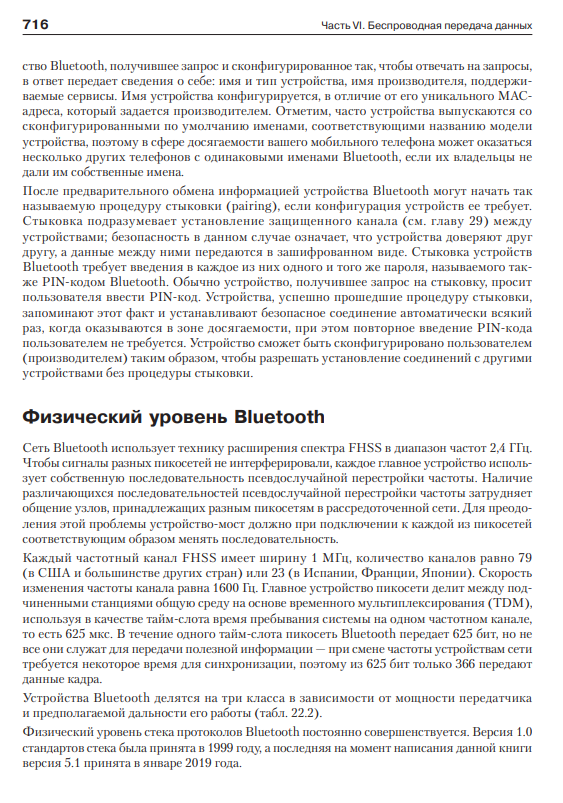 716
Часть VI. Беспроводная передача данных
ство Bluetooth, получившее запрос и сконфигурированное так, чтобы отвечать на запросы,
в ответ передает сведения о себе: имя и тип устройства, имя производителя, поддержи-
ваемые сервисы. Имя устройства конфигурируется, в отличие от его уникального MAC-
адреса, который задается производителем. Отметим, часто устройства выпускаются со
сконфигурированными по умолчанию именами, соответствующими названию модели
устройства, поэтому в сфере досягаемости вашего мобильного телефона может оказаться
несколько других телефонов с одинаковыми именами Bluetooth, если их владельцы не
дали им собственные имена.
После предварительного обмена информацией устройства Bluetooth могут начать так
называемую процедуру стыковки (pairing), если конфигурация устройств ее требует.
Стыковка подразумевает установление защищенного канала (см. главу 29) между
устройствами; безопасность в данном случае означает, что устройства доверяют друг
другу, а данные между ними передаются в зашифрованном виде. Стыковка устройств
Bluetooth требует введения в каждое из них одного и того же пароля, называемого так-
же PIN-кодом Bluetooth. Обычно устройство, получившее запрос на стыковку, просит
пользователя ввести PIN-код. Устройства, успешно прошедшие процедуру стыковки,
запоминают этот факт и устанавливают безопасное соединение автоматически всякий
раз, когда оказываются в зоне досягаемости, при этом повторное введение PIN-кода
пользователем не требуется. Устройство сможет быть сконфигурировано пользователем
(производителем) таким образом, чтобы разрешать установление соединений с другими
устройствами без процедуры стыковки.
Физический уровень Bluetooth
Сеть Bluetooth использует технику расширения спектра FHSS в диапазон частот 2,4 ГГц.
Чтобы сигналы разных пикосетей не интерферировали, каждое главное устройство исполь-
зует собственную последовательность псевдослучайной перестройки частоты. Наличие
различающихся последовательностей псевдослучайной перестройки частоты затрудняет
общение узлов, принадлежащих разным пикосетям в рассредоточенной сети. Для преодо-
ления этой проблемы устройство-мост должно при подключении к каждой из пикосетей
соответствующим образом менять последовательность.
Каждый частотный канал FHSS имеет ширину 1 МГц, количество каналов равно 79
(в США и большинстве других стран) или 23 (в Испании, Франции, Японии). Скорость
изменения частоты канала равна 1600 Гц. Главное устройство пикосети делит между под-
чиненными станциями общую среду на основе временного мультиплексирования (TDM),
используя в качестве тайм-слота время пребывания системы на одном частотном канале,
то есть 625 мкс. В течение одного тайм-слота пикосеть Bluetooth передает 625 бит, но не
все они служат для передачи полезной информации — при смене частоты устройствам сети
требуется некоторое время для синхронизации, поэтому из 625 бит только 366 передают
данные кадра.
Устройства Bluetooth делятся на три класса в зависимости от мощности передатчика
и предполагаемой дальности его работы (табл. 22.2).
Физический уровень стека протоколов Bluetooth постоянно совершенствуется. Версия 1.0
стандартов стека была принята в 1999 году, а последняя на момент написания данной книги
версия 5.1 принята в январе 2019 года.